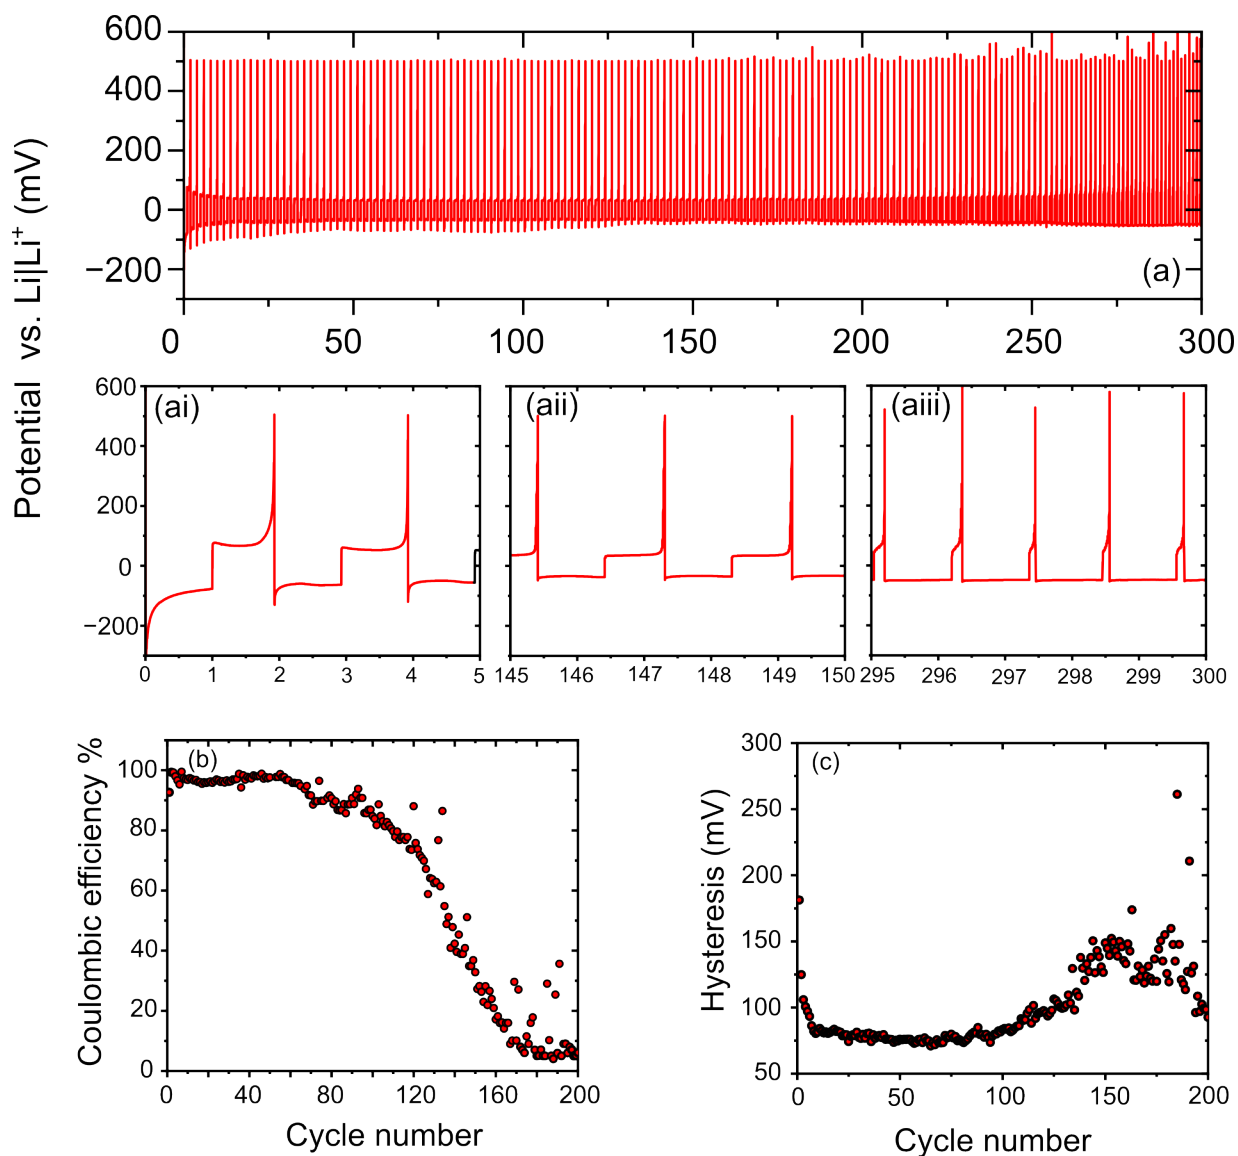 Potential vs. Li|Li⁺ (mV)
600
400
200
0
−200
(a)
0 50 100 150 200 250 300
600
400
200
0
−200
(ai)
0 1 2 3 4 5
(aii)
145 146 147 148 149 150
(aiii)
295 296 297 298 299 300
Coulombic efficiency %
100
80
60
40
20
0
(b)
0 40 80 120 160 200
Cycle number
Hysteresis (mV)
300
250
200
150
100
50
(c)
0 50 100 150 200
Cycle number